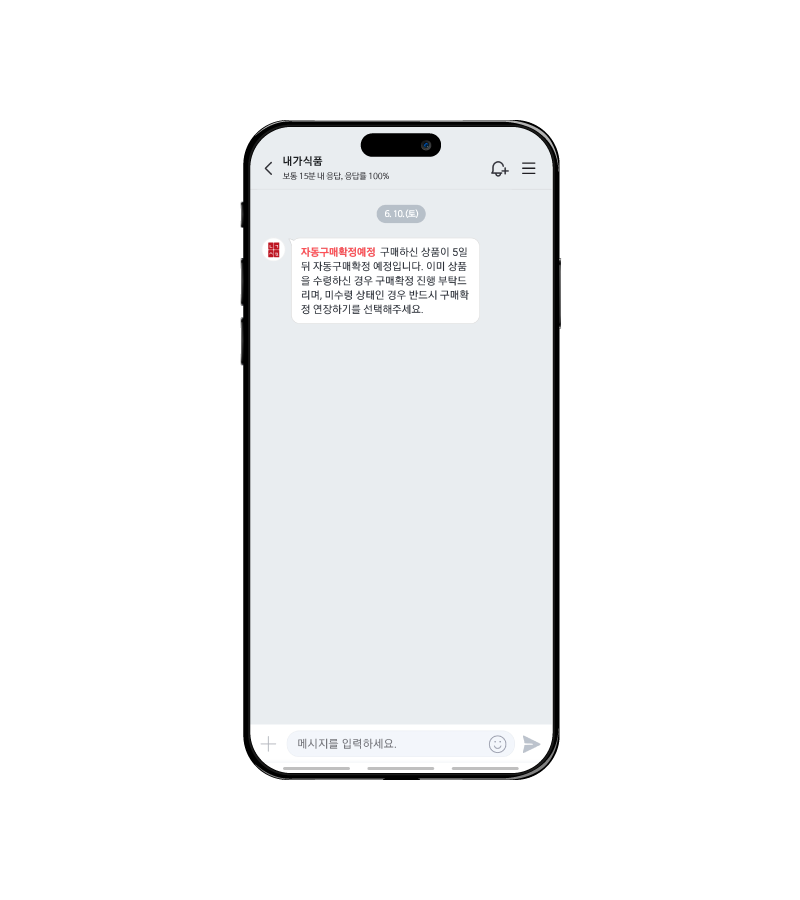 내가식품
보통 15분 내 응답, 응답률 100%
6. 10. (토)
자동구매확정예정 구매하신 상품이 5일
뒤 자동구매확정 예정입니다. 이미 상품
을 수령하신 경우 구매확정 진행 부탁드
리며, 미수령 상태인 경우 반드시 구매확
정 연장하기를 선택해주세요.
메시지를 입력하세요.